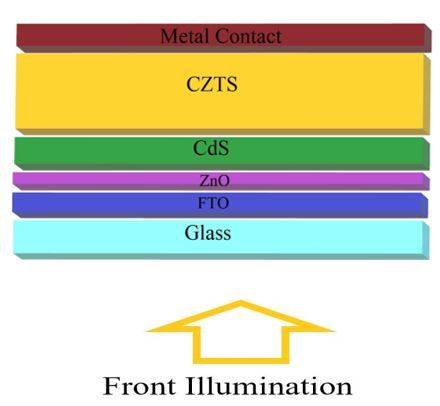 Metal Contact
CZTS
CdS
ZnO
FTO
Glass
Front Illumination